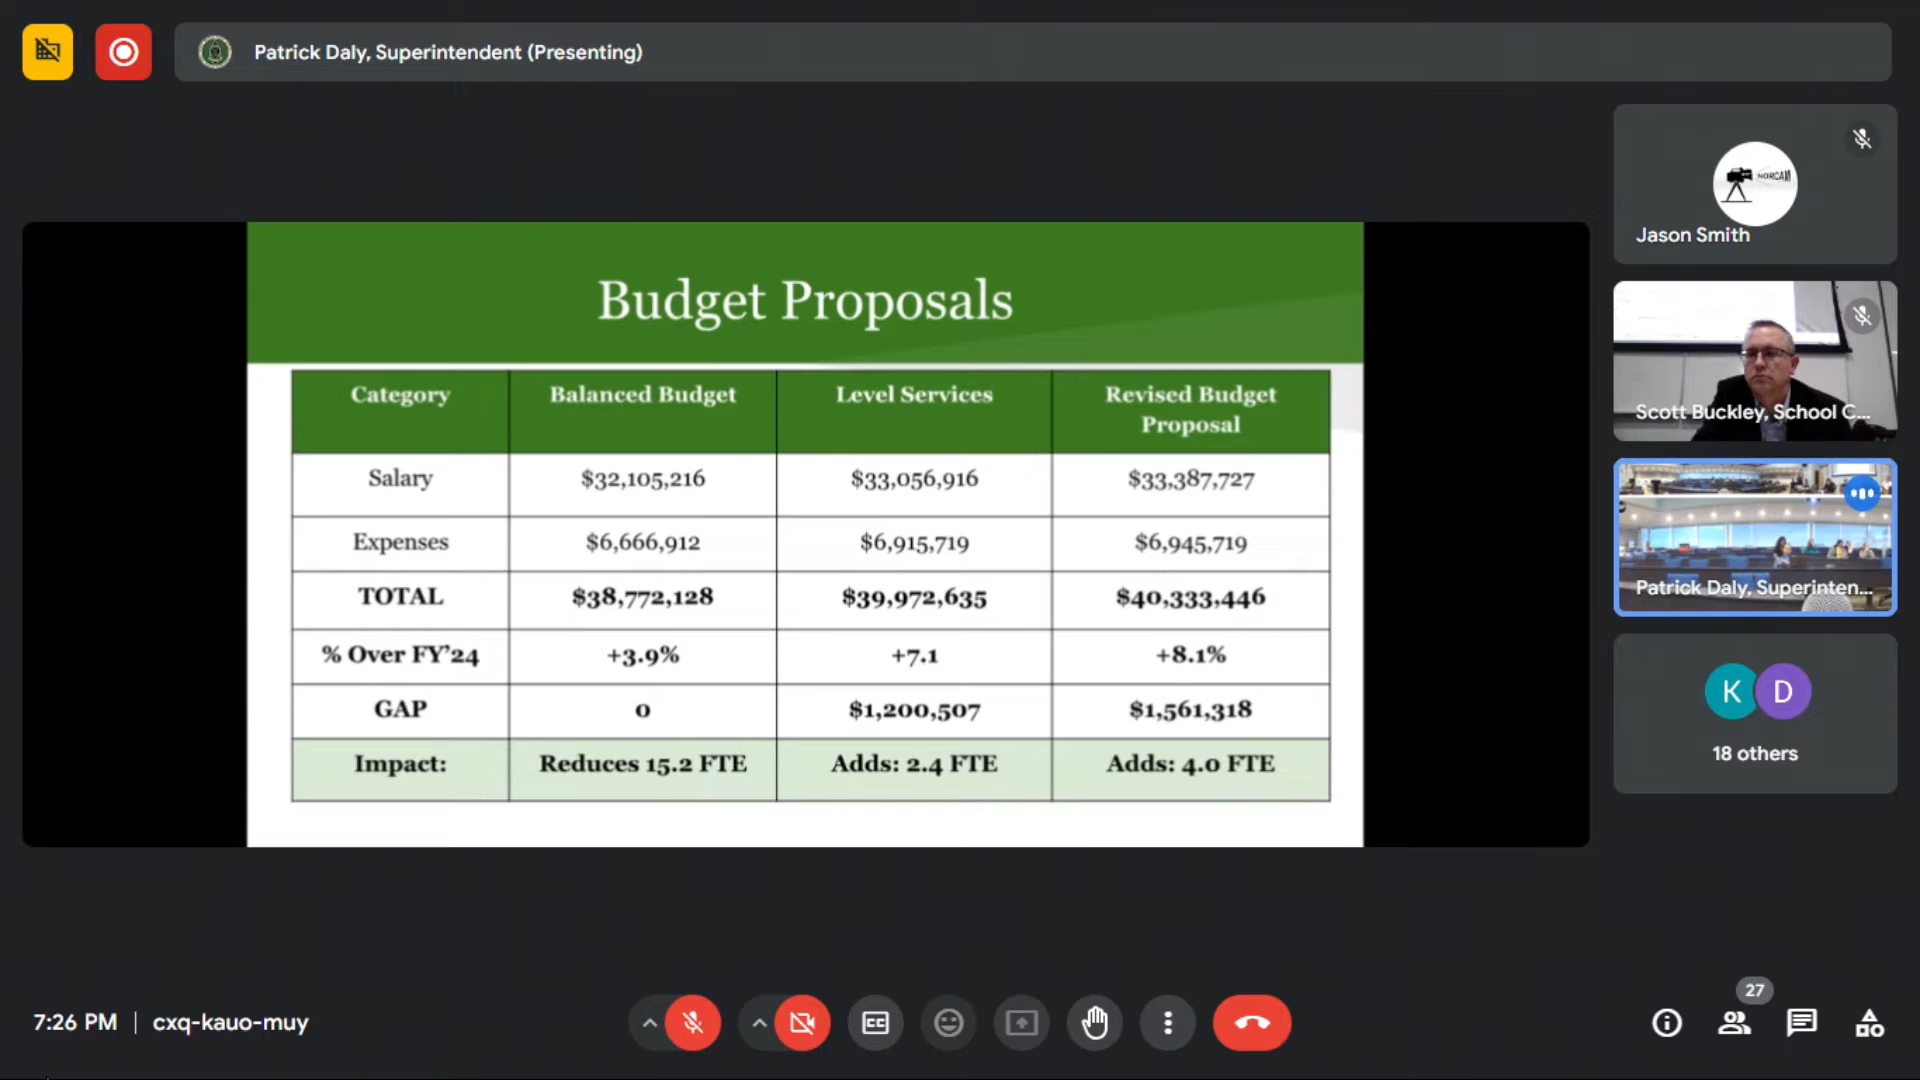 Patrick Daly, Superintendent (Presenting)
NORCAM
Jason Smith
Scott Buckley, School C...
Patrick Daly, Superinten...
K D
18 others
Budget Proposals
Category Balanced Budget Level Services Revised Budget Proposal
Salary $32,105,216 $33,056,916 $33,387,727
Expenses $6,666,912 $6,915,719 $6,945,719
TOTAL $38,772,128 $39,972,635 $40,333,446
% Over FY'24 +3.9% +7.1 +8.1%
GAP 0 $1,200,507 $1,561,318
Impact: Reduces 15.2 FTE Adds: 2.4 FTE Adds: 4.0 FTE
7:26 PM | cxq-kauo-muy
CC
27